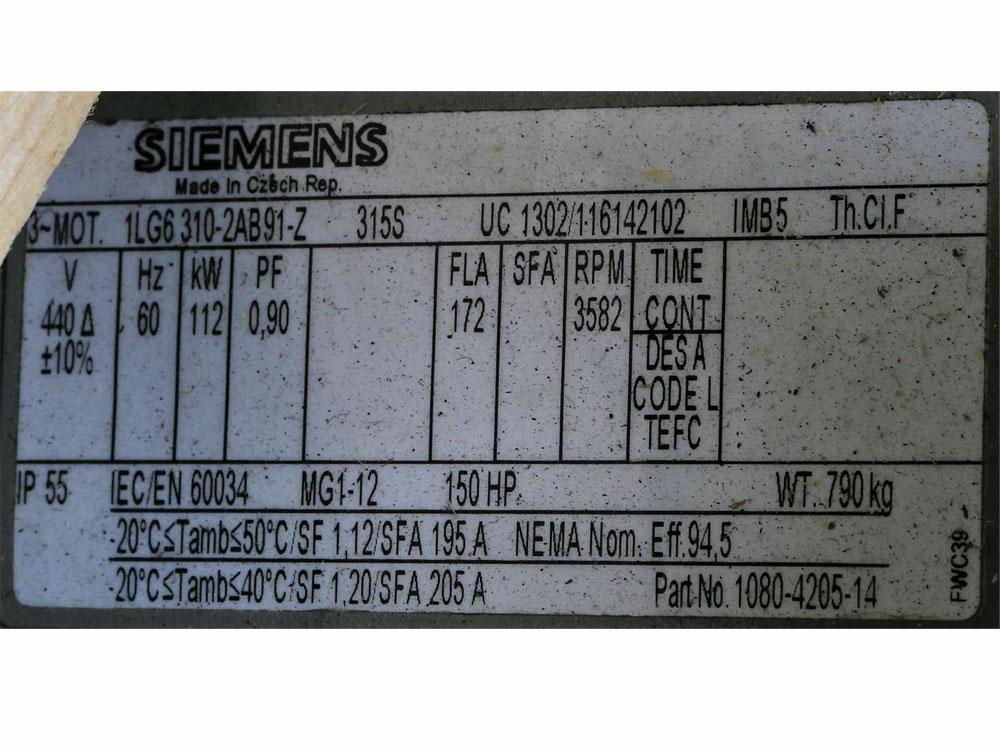 SIEMENS
Made in Czech Rep.
3~MOT. 1LG6 310-2AB91-Z 315S UC 1302/116142102 IMB5 Th.Cl.F
V Hz kW PF FLA SFA RPM TIME
440 Δ 60 112 0,90 172 3582 CONT
±10% DES A
CODE L
TEFC
IP 55 IEC/EN 60034 MG1-12 150 HP WT. 790 kg
-20°C≤Tamb≤50°C/SF 1,12/SFA 195 A NEMA Nom. Eff.94,5
-20°C≤Tamb≤40°C/SF 1,20/SFA 205 A Part No. 1080-4205-14
FWC39